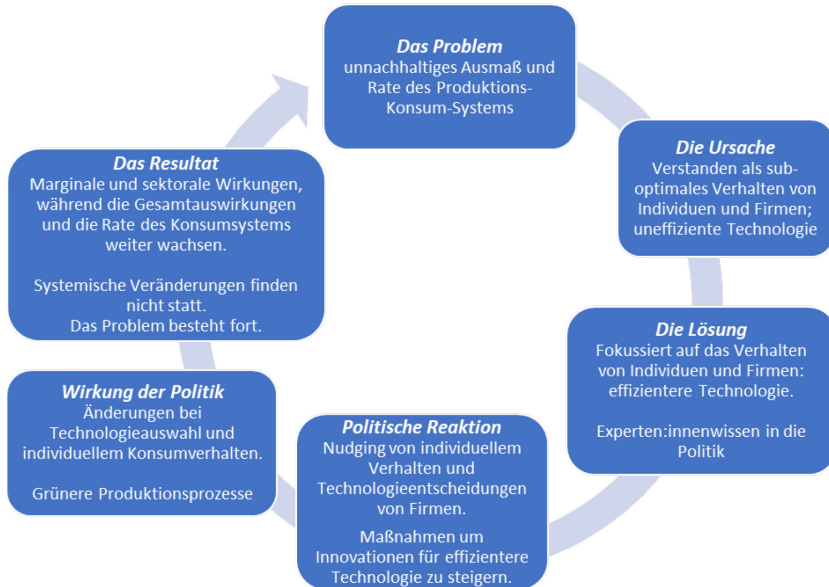 Das Problem
unnachhaltiges Ausmaß und
Rate des Produktions-
Konsum-Systems
Die Ursache
Verstanden als sub-
optimales Verhalten von
Individuen und Firmen;
uneffiziente Technologie
Die Lösung
Fokussiert auf das Verhalten
von Individuen und Firmen:
effizientere Technologie.
Experten:innenwissen in die
Politik
Politische Reaktion
Nudging von individuellem
Verhalten und
Technologieentscheidungen
von Firmen.
Maßnahmen um
Innovationen für effizientere
Technologie zu steigern.
Wirkung der Politik
Änderungen bei
Technologieauswahl und
individuellem Konsumverhalten.
Grünere Produktionsprozesse
Das Resultat
Marginale und sektorale Wirkungen,
während die Gesamtauswirkungen
und die Rate des Konsumsystems
weiter wachsen.
Systemische Veränderungen finden
nicht statt.
Das Problem besteht fort.